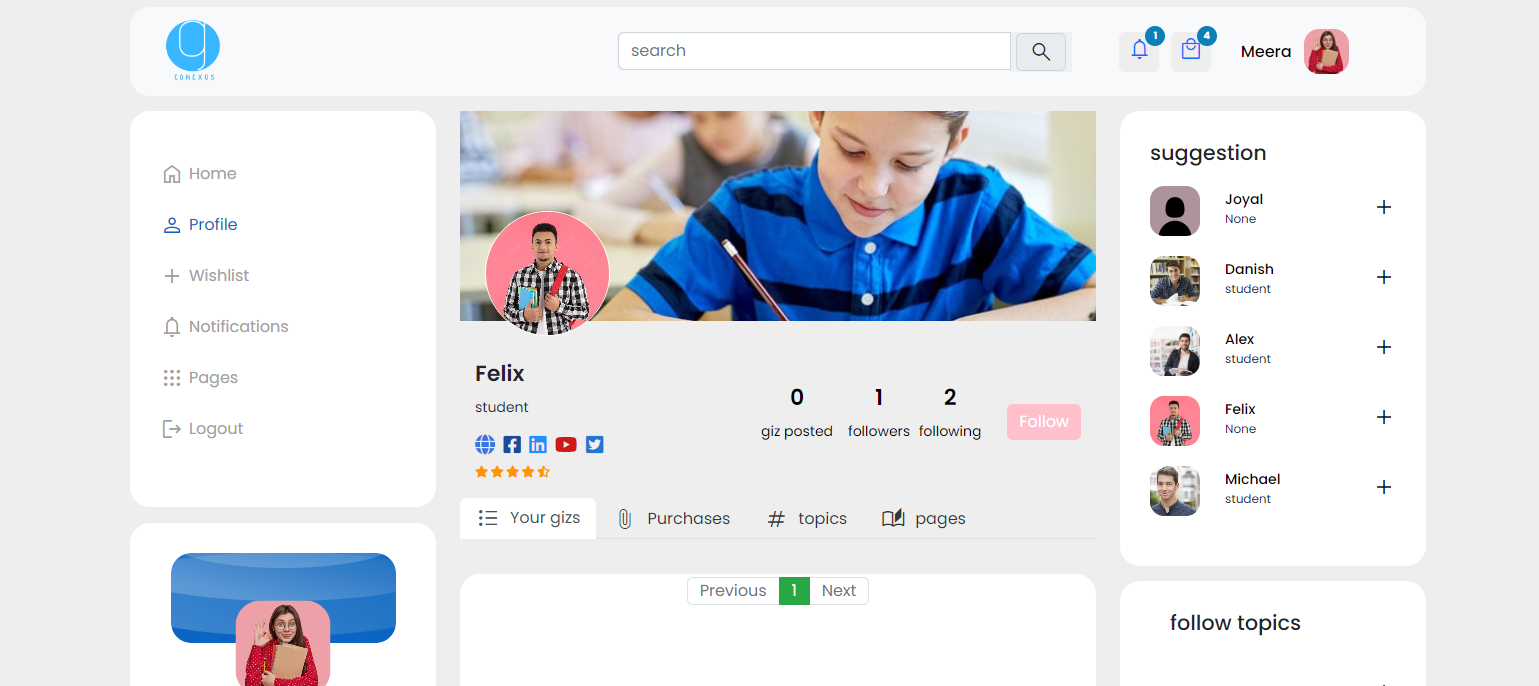 CONEXUS
search
1
4
Meera
Home
Profile
Wishlist
Notifications
Pages
Logout
Felix
student
0
giz posted
1
followers
2
following
Follow
Your gizs
Purchases
topics
pages
Previous
1
Next
suggestion
Joyal
None
Danish
student
Alex
student
Felix
None
Michael
student
follow topics